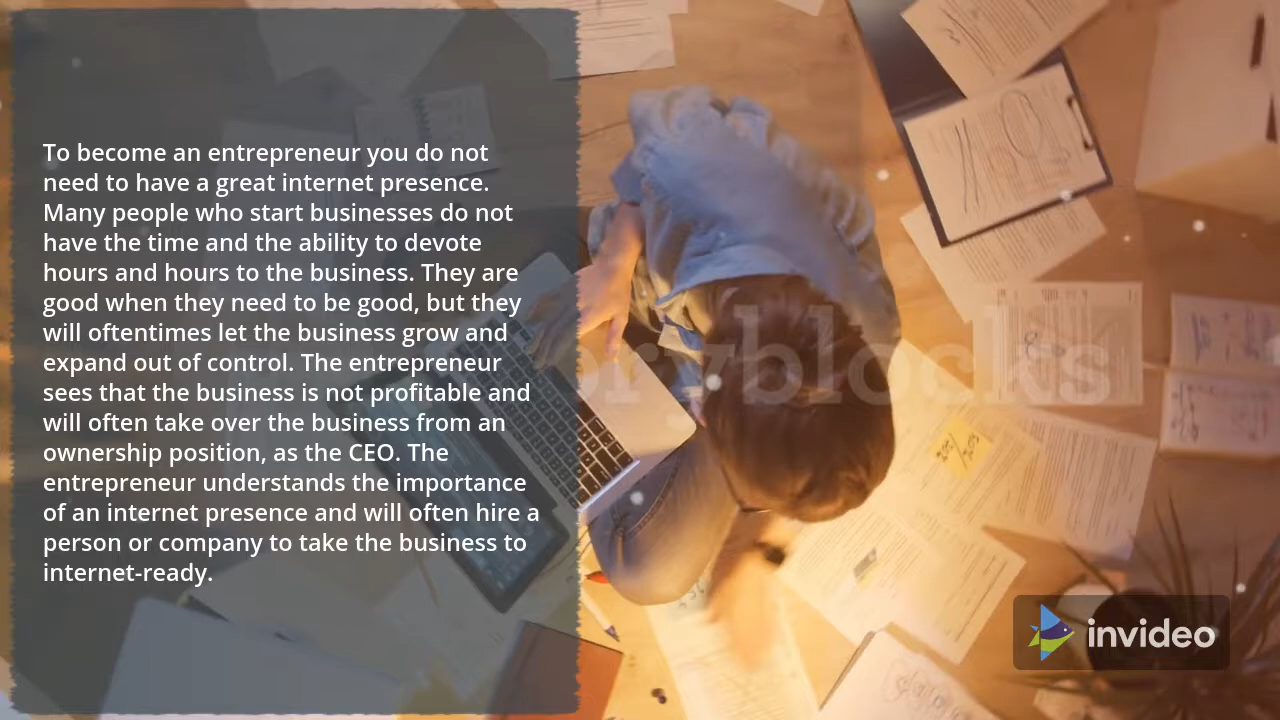 To become an entrepreneur you do not
need to have a great internet presence.
Many people who start businesses do not
have the time and the ability to devote
hours and hours to the business. They are
good when they need to be good, but they
will oftentimes let the business grow and
expand out of control. The entrepreneur
sees that the business is not profitable and
will often take over the business from an
ownership position, as the CEO. The
entrepreneur understands the importance
of an internet presence and will often hire a
person or company to take the business to
internet-ready.
oryblocks
invideo